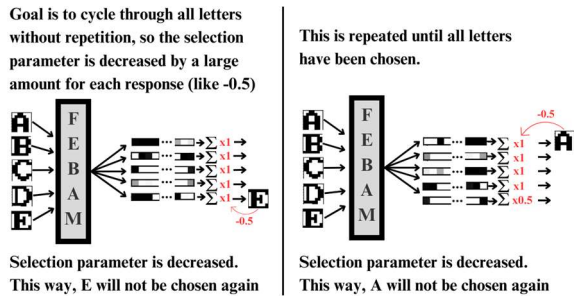 Goal is to cycle through all letters
without repetition, so the selection
parameter is decreased by a large
amount for each response (like -0.5)
A
B
C
D
E
F
E
B
A
M
... ∑ x1
... ∑ x1
... ∑ x1
... ∑ x1
... ∑ x1
E
-0.5
Selection parameter is decreased.
This way, E will not be chosen again
This is repeated until all letters
have been chosen.
A
B
C
D
E
F
E
B
A
M
-0.5
... ∑ x1
A
... ∑ x1
... ∑ x1
... ∑ x1
... ∑ x0.5
Selection parameter is decreased.
This way, A will not be chosen again